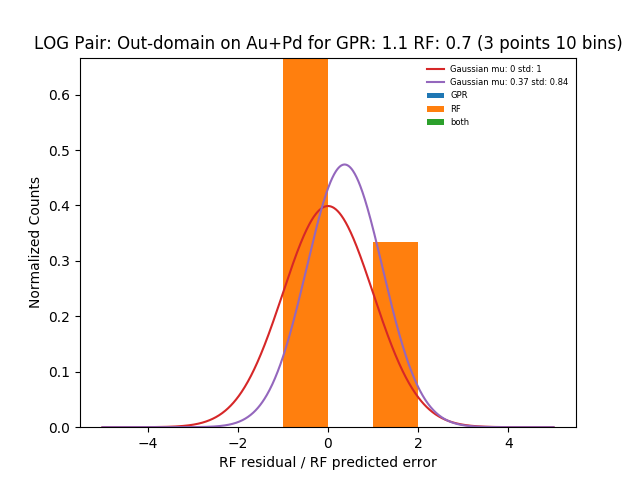 LOG Pair: Out-domain on Au+Pd for GPR: 1.1 RF: 0.7 (3 points 10 bins)
Gaussian mu: 0 std: 1
Gaussian mu: 0.37 std: 0.84
GPR
RF
both
Normalized Counts
0.6
0.5
0.4
0.3
0.2
0.1
0.0
−4 −2 0 2 4
RF residual / RF predicted error